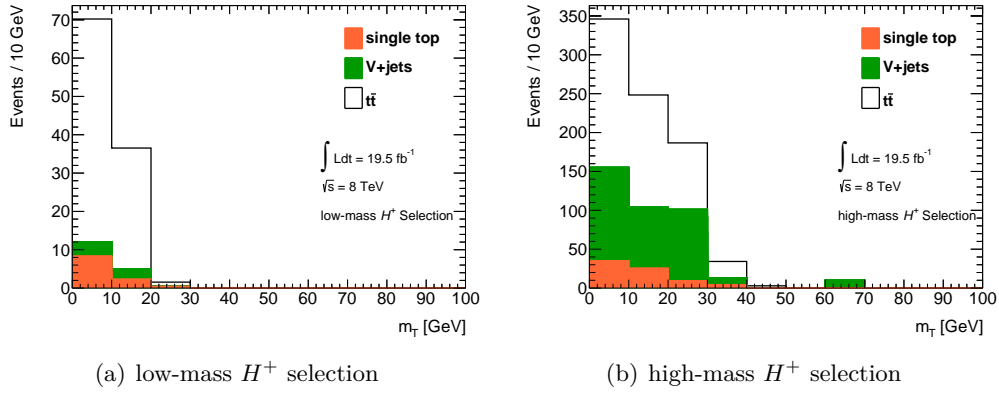 Events / 10 GeV
70
60
50
40
30
20
10
0
single top
V+jets
tt̄
∫ Ldt = 19.5 fb⁻¹
√s = 8 TeV
low-mass H⁺ Selection
0 10 20 30 40 50 60 70 80 90 100
m_T [GeV]
(a) low-mass H⁺ selection
Events / 10 GeV
350
300
250
200
150
100
50
0
single top
V+jets
tt̄
∫ Ldt = 19.5 fb⁻¹
√s = 8 TeV
high-mass H⁺ Selection
0 10 20 30 40 50 60 70 80 90 100
m_T [GeV]
(b) high-mass H⁺ selection